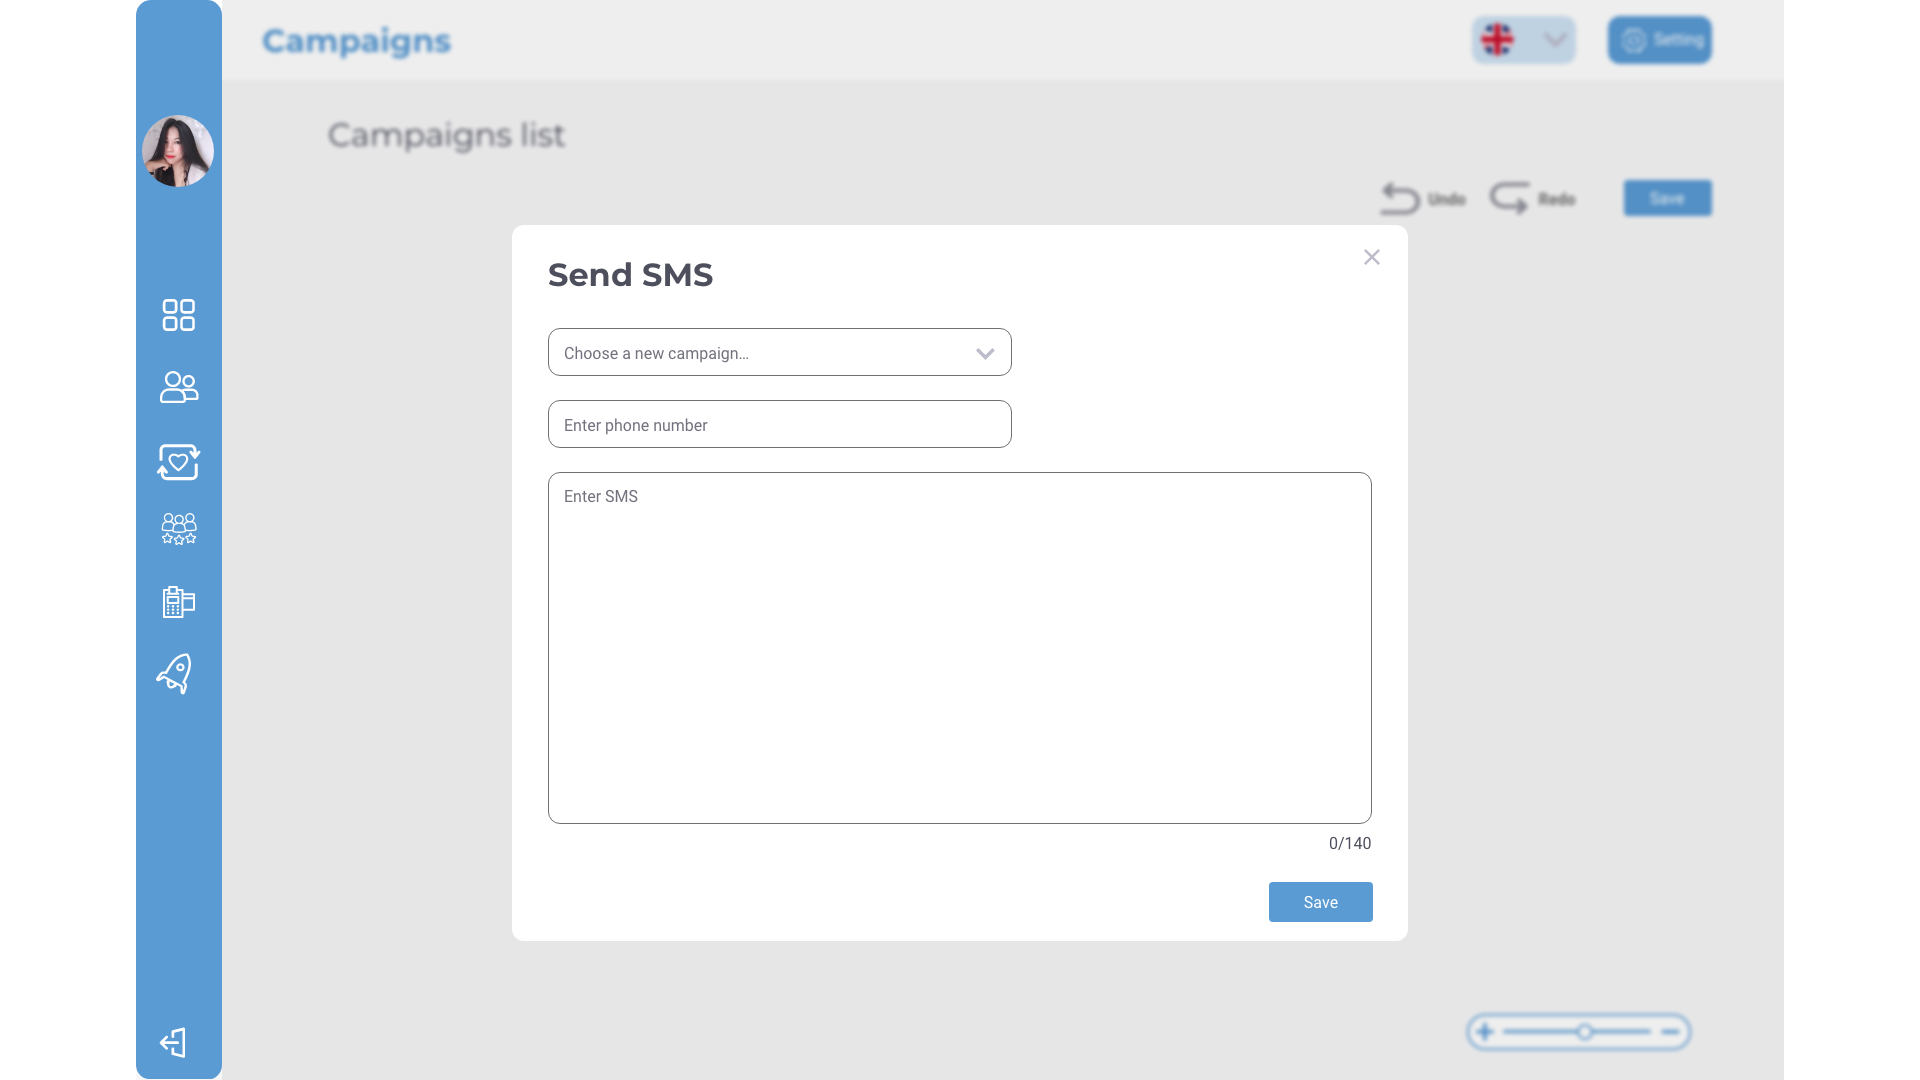 Campaigns
Setting
Campaigns list
Undo
Redo
Save
Send SMS
Choose a new campaign...
Enter phone number
Enter SMS
0/140
Save